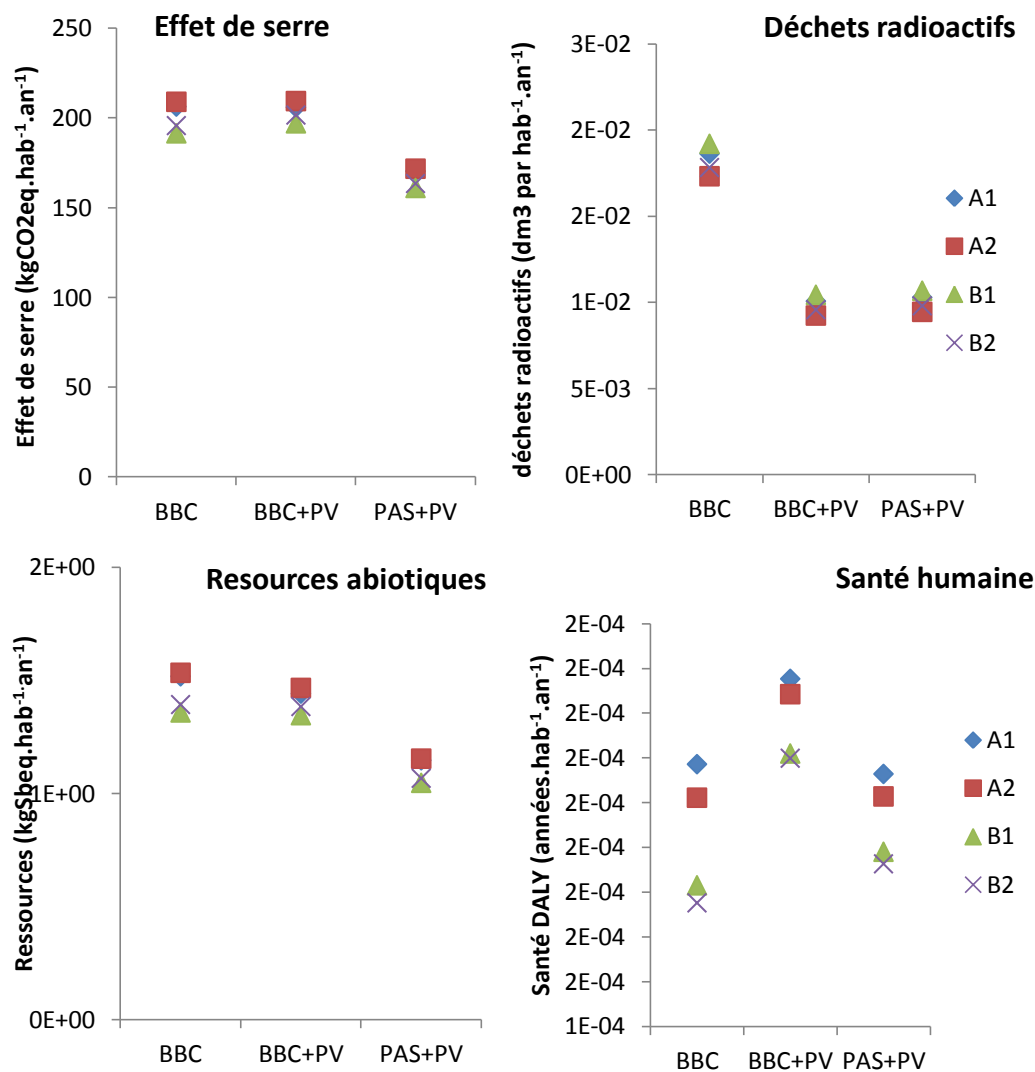 Effet de serre
Effet de serre (kgCO2eq.hab⁻¹.an⁻¹)
250
200
150
100
50
0
BBC BBC+PV PAS+PV
Déchets radioactifs
déchets radioactifs (dm3 par hab⁻¹.an⁻¹)
3E-02
2E-02
2E-02
1E-02
5E-03
0E+00
BBC BBC+PV PAS+PV
A1
A2
B1
B2
Resources abiotiques
Ressources (kgSbeq.hab⁻¹·an⁻¹)
2E+00
1E+00
0E+00
BBC BBC+PV PAS+PV
Santé humaine
Santé DALY (années.hab⁻¹.an⁻¹)
2E-04
2E-04
2E-04
2E-04
2E-04
2E-04
2E-04
2E-04
2E-04
1E-04
BBC BBC+PV PAS+PV
A1
A2
B1
B2